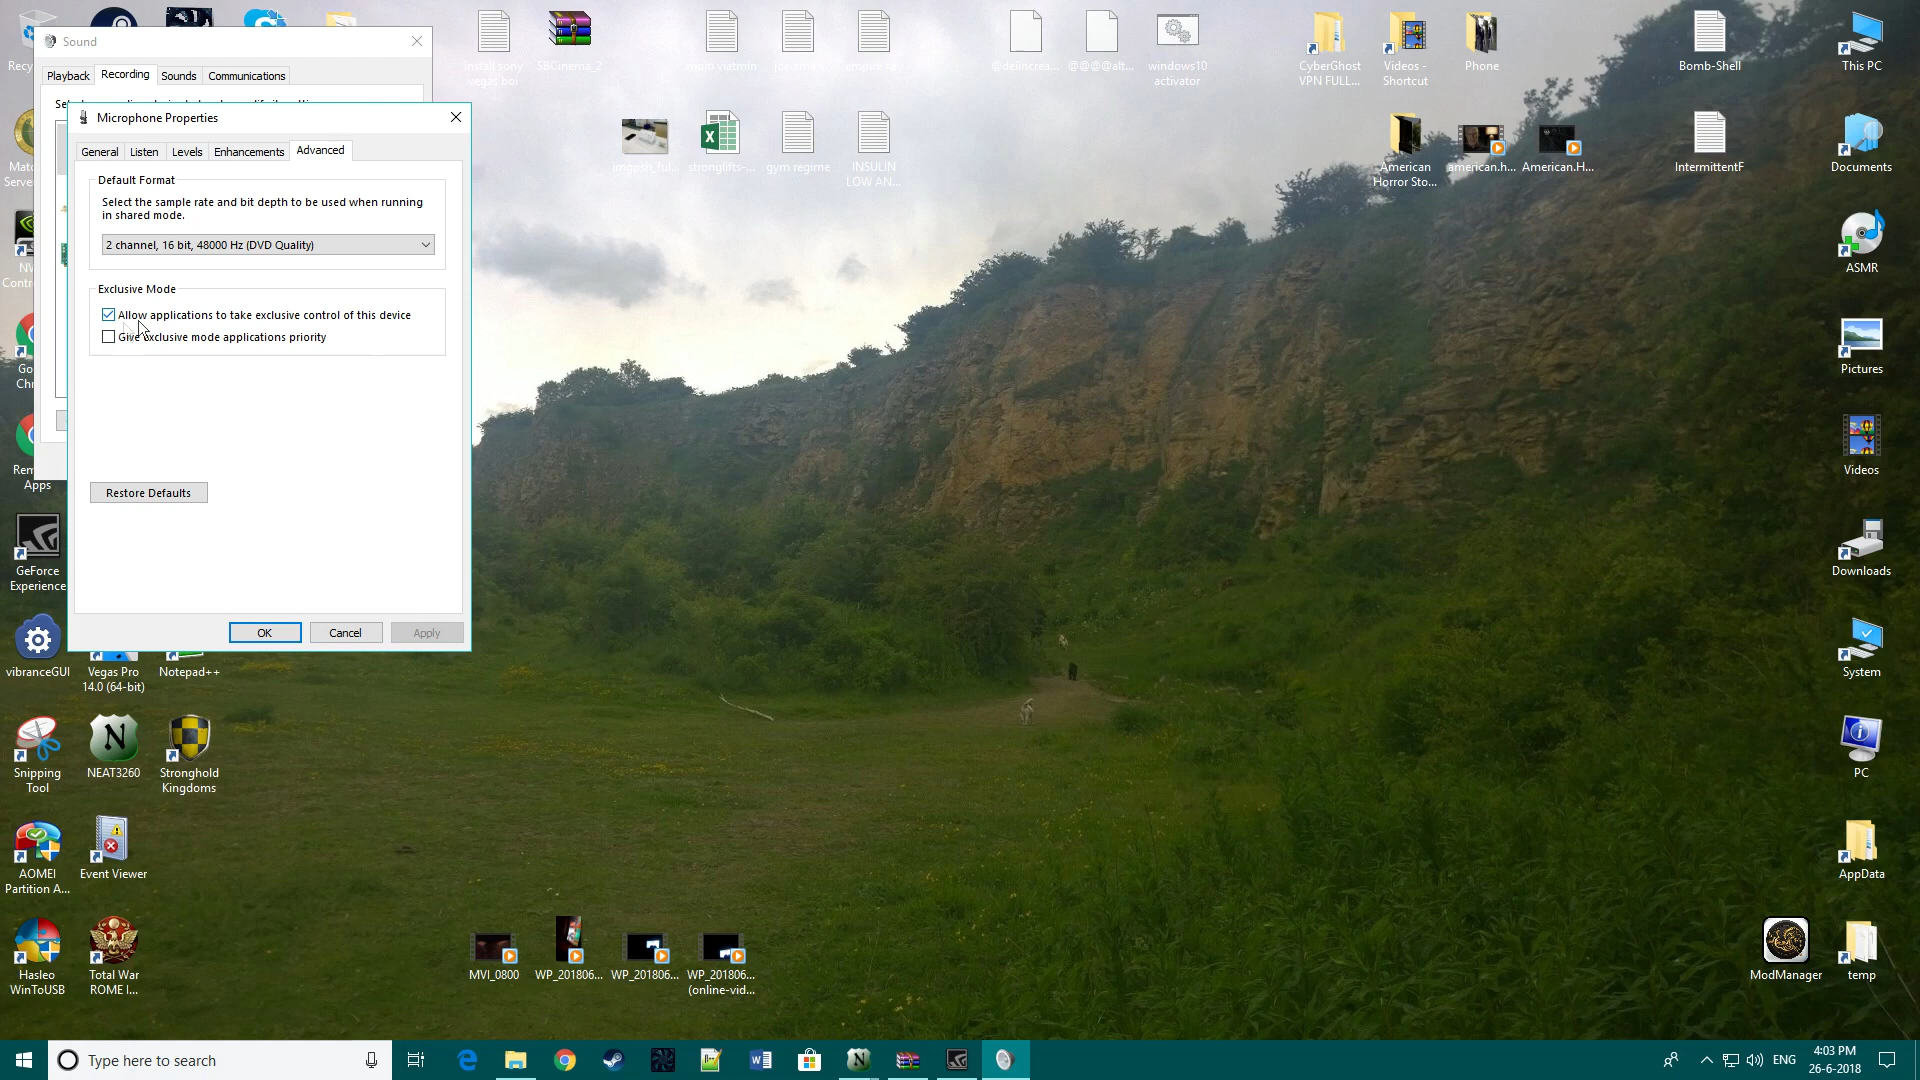 Sound
Playback
Recording
Sounds
Communications
Microphone Properties
General
Listen
Levels
Enhancements
Advanced
Default Format
Select the sample rate and bit depth to be used when running
in shared mode.
2 channel, 16 bit, 48000 Hz (DVD Quality)
Exclusive Mode
Allow applications to take exclusive control of this device
Give exclusive mode applications priority
Restore Defaults
OK
Cancel
Apply
Apps
GeForce
Experience
vibranceGUI
Vegas Pro
14.0 (64-bit)
Notepad++
Snipping
Tool
NEAT3260
Stronghold
Kingdoms
AOMEI
Partition A...
Event Viewer
Hasleo
WinToUSB
Total War
ROME I...
install sony
vegas boi
SBCinema_2
@deiincrea...
@@@@alt...
windows10
activator
CyberGhost
VPN FULL...
Videos -
Shortcut
Phone
Bomb-Shell
This PC
stronglifts-...
gym regime
INSULIN
LOW AN...
American
Horror Sto...
american.h...
American.H...
IntermittentF
Documents
ASMR
Pictures
Videos
Downloads
System
PC
AppData
ModManager
temp
MVI_0800
WP_201806...
WP_201806...
WP_201806...
(online-vid...
Type here to search
ENG
4:03 PM
26-6-2018